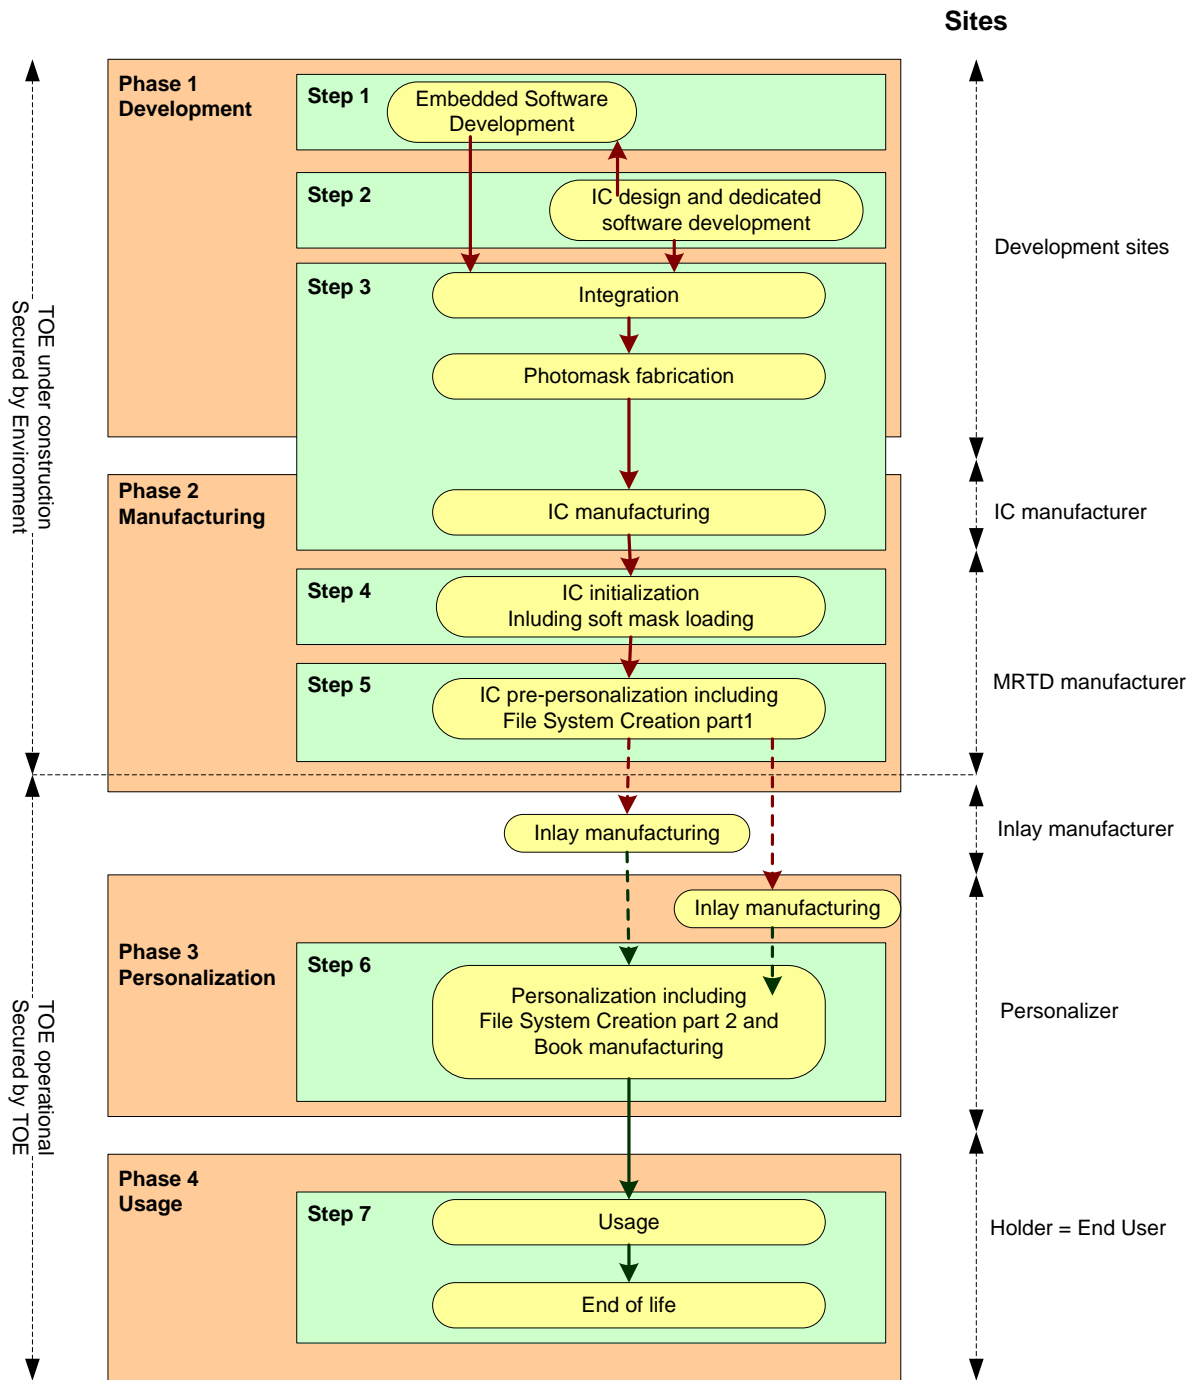 Sites
Phase 1
Development
Step 1
Embedded Software
Development
Step 2
IC design and dedicated
software development
Development sites
Step 3
Integration
Photomask fabrication
TOE under construction
Secured by Environment
Phase 2
Manufacturing
IC manufacturing
IC manufacturer
Step 4
IC initialization
Inluding soft mask loading
Step 5
IC pre-personalization including
File System Creation part1
MRTD manufacturer
Inlay manufacturing
Inlay manufacturer
Inlay manufacturing
Phase 3
Personalization
Step 6
Personalization including
File System Creation part 2 and
Book manufacturing
Personalizer
TOE operational
Secured by TOE
Phase 4
Usage
Step 7
Usage
Holder = End User
End of life